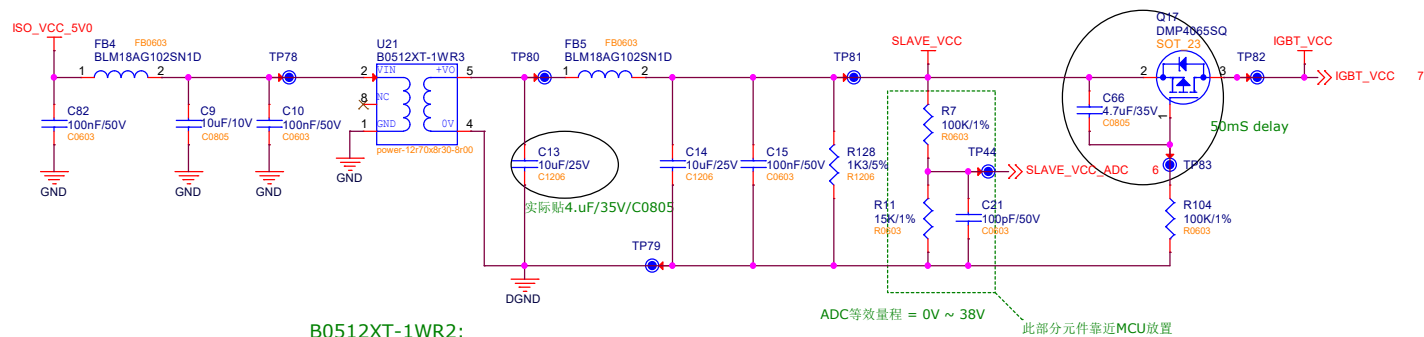 ISO_VCC_5V0
FB4
FB0603
BLM18AG102SN1D
1
2
TP78
C82
100nF/50V
C0603
GND
C9
10uF/10V
C0805
GND
C10
100nF/50V
C0603
GND
U21
B0512XT-1WR3
2
VIN
+VO
5
8
NC
1
GND
0V
4
power-12r70x8r30-8r00
GND
TP80
FB5
FB0603
BLM18AG102SN1D
1
2
C13
10uF/25V
C1206
实际贴4.uF/35V/C0805
DGND
TP79
C14
10uF/25V
C1206
C15
100nF/50V
C0603
R128
1K3/5%
R1206
TP81
SLAVE_VCC
R7
100K/1%
R0603
TP44
SLAVE_VCC_ADC
6
R11
15K/1%
R0603
C21
100pF/50V
C0603
Q17
DMP4065SQ
SOT_23
2
3
1
C66
4.7uF/35V
C0805
50mS delay
TP83
R104
100K/1%
R0603
TP82
IGBT_VCC
IGBT_VCC
7
ADC等效量程 = 0V ~ 38V
此部分元件靠近MCU放置
B0512XT-1WR2: